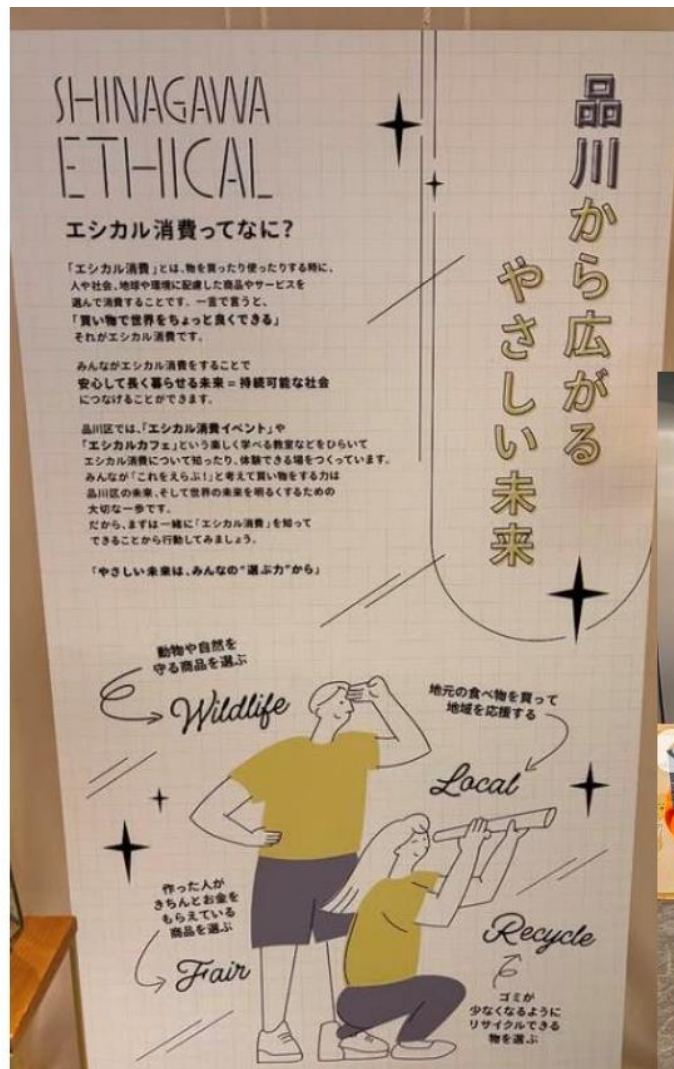 SHINAGAWA
ETHICAL
品川から広がる
やさしい未来
エシカル消費ってなに？
「エシカル消費」とは、物を買ったり使ったりする時に、
人や社会、地球や環境に配慮した商品やサービスを
選んで消費することです。一言で言うと、
「買い物で世界をちょっと良くできる」
それがエシカル消費です。
みんながエシカル消費をすることで
安心して長く暮らせる未来 = 持続可能な社会
につなげることができます。
品川区では、「エシカル消費イベント」や
「エシカルカフェ」という楽しく学べる教室などをひらいて
エシカル消費について知ったり、体験できる場をつくっています。
みんなが「これをえらぶ！」と考えて買い物をする力は
品川区の未来、そして世界の未来を明るくするための
大切な一歩です。
だから、まずは一緒に「エシカル消費」を知って
できることから行動してみましょう。
「やさしい未来は、みんなの“選ぶ力”から」
動物や自然を
守る商品を選ぶ
Wildlife
地元の食べ物を買って
地域を応援する
Local
作った人が
きちんとお金を
もらえている
商品を選ぶ
Fair
Recycle
ゴミが
少なくなるように
リサイクルできる
物を選ぶ